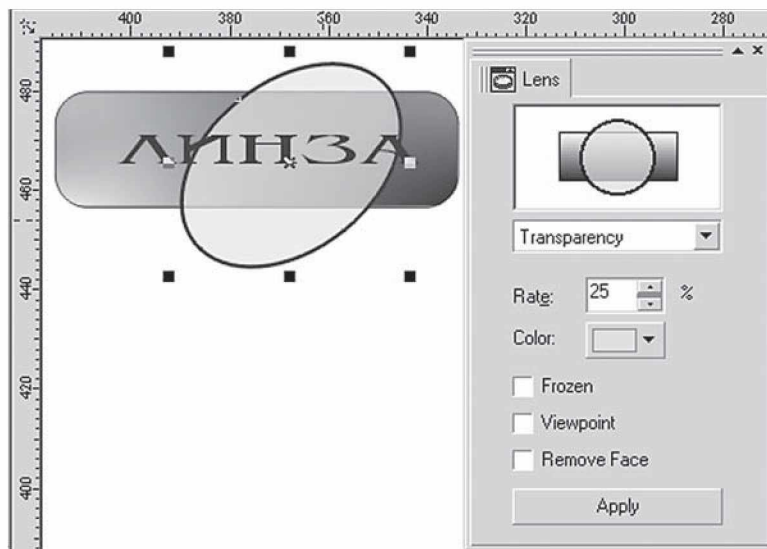 400 380 360 340 320 300 280
480
460
440
420
400
ЛИНЗА
Lens
Transparency
Rate: 25 %
Color:
Frozen
Viewpoint
Remove Face
Apply